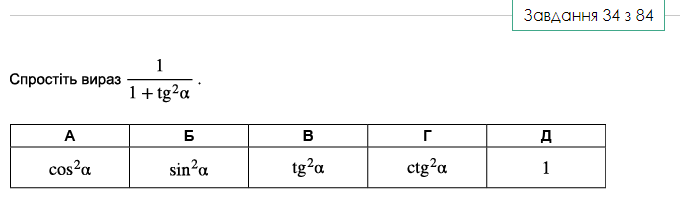 Завдання 34 з 84
Спростіть вираз 1/(1 + tg²α) .
А Б В Г Д
cos²α sin²α tg²α ctg²α 1